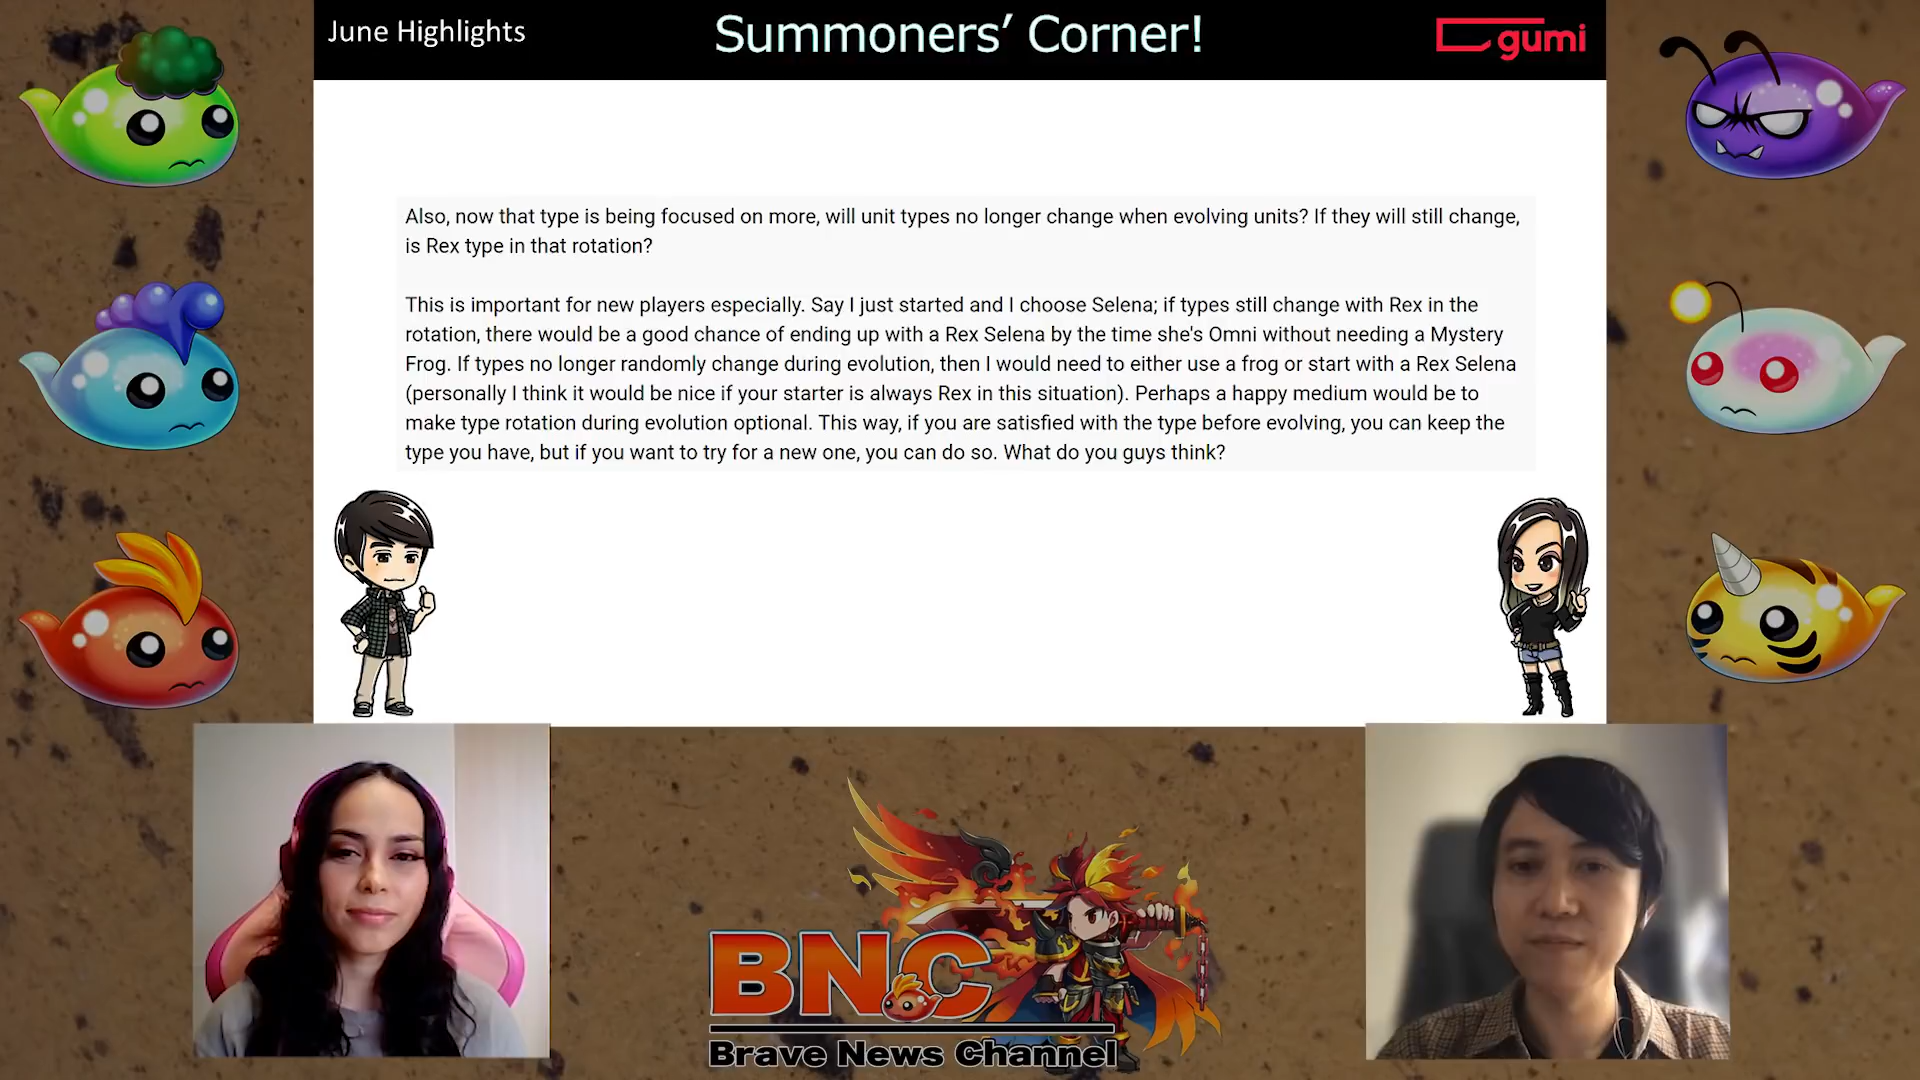 June Highlights
Summoners’ Corner!
gumi
Also, now that type is being focused on more, will unit types no longer change when evolving units? If they will still change,
is Rex type in that rotation?
This is important for new players especially. Say I just started and I choose Selena; if types still change with Rex in the
rotation, there would be a good chance of ending up with a Rex Selena by the time she's Omni without needing a Mystery
Frog. If types no longer randomly change during evolution, then I would need to either use a frog or start with a Rex Selena
(personally I think it would be nice if your starter is always Rex in this situation). Perhaps a happy medium would be to
make type rotation during evolution optional. This way, if you are satisfied with the type before evolving, you can keep the
type you have, but if you want to try for a new one, you can do so. What do you guys think?
BNC
Brave News Channel